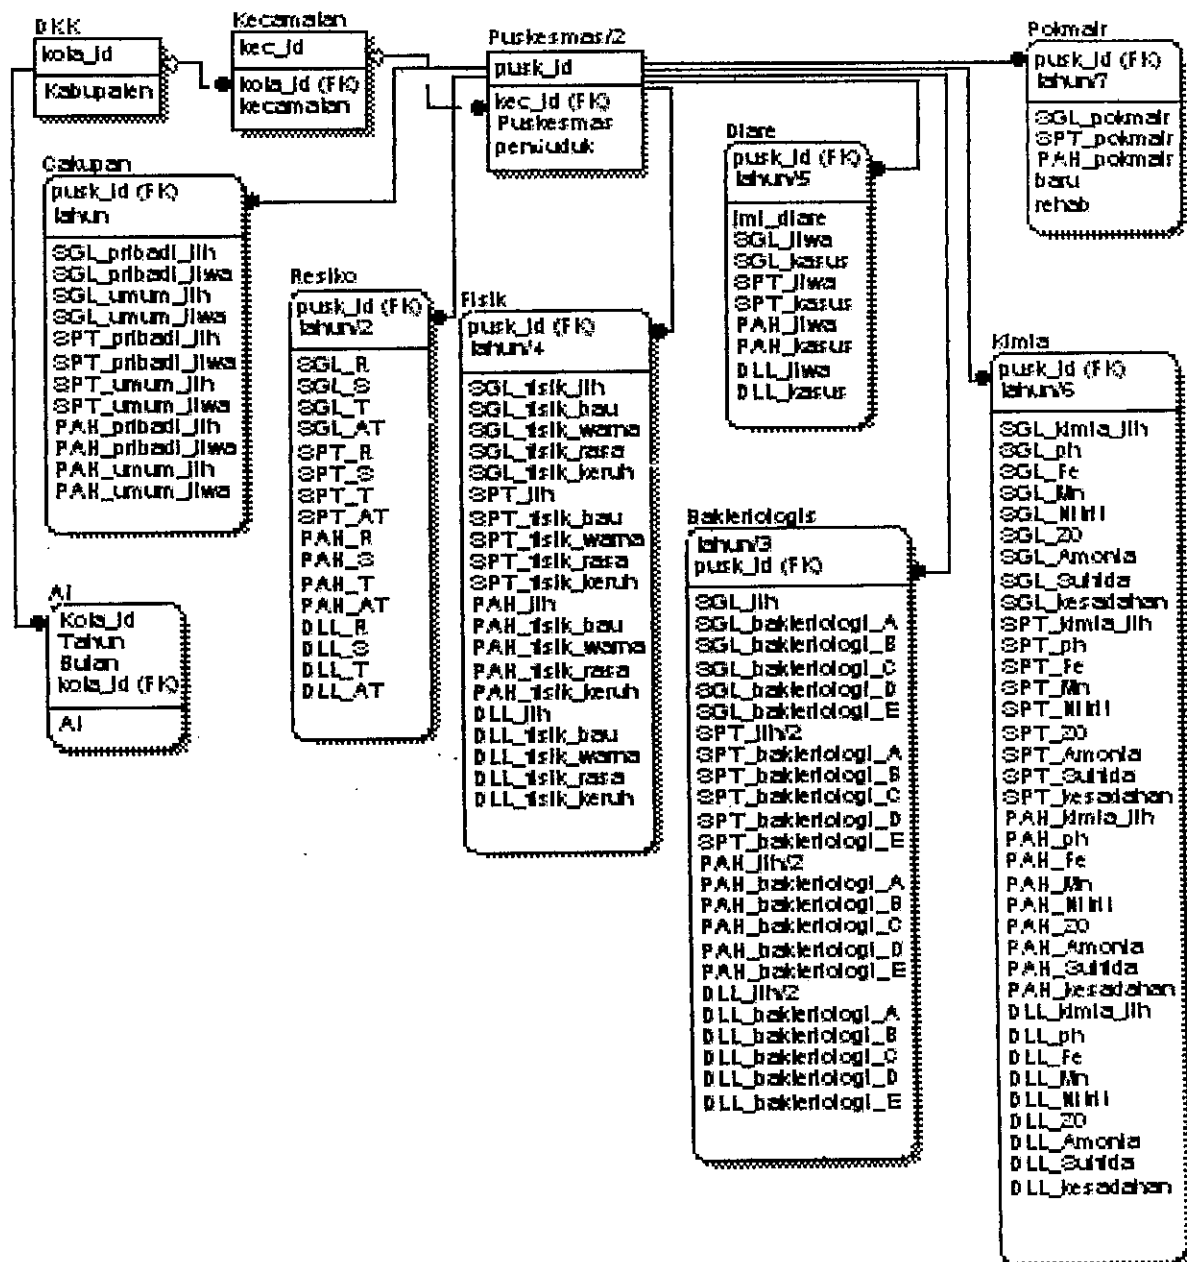 DKK
kota_id
Kabupaten
Kecamatan
kec_id
kota_id (FK)
kecamatan
Puskesmas/2
pusk_id
kec_id (FK)
Puskesmas
penduduk
Pokmair
pusk_id (FK)
tahun/7
SGL_pokmair
SPT_pokmair
PAH_pokmair
baru
rehab
Diare
pusk_id (FK)
tahun/5
jml_diare
SGL_jiwa
SGL_kasus
SPT_jiwa
SPT_kasus
PAH_jiwa
PAH_kasus
DLL_jiwa
DLL_kasus
Cakupan
pusk_id (FK)
tahun
SGL_pribadi_jlh
SGL_pribadi_jiwa
SGL_umum_jlh
SGL_umum_jiwa
SPT_pribadi_jlh
SPT_pribadi_jiwa
SPT_umum_jlh
SPT_umum_jiwa
PAH_pribadi_jlh
PAH_pribadi_jiwa
PAH_umum_jlh
PAH_umum_jiwa
Resiko
pusk_id (FK)
tahun/2
SGL_R
SGL_S
SGL_T
SGL_AT
SPT_R
SPT_S
SPT_T
SPT_AT
PAH_R
PAH_S
PAH_T
PAH_AT
DLL_R
DLL_S
DLL_T
DLL_AT
Fisik
pusk_id (FK)
tahun/4
SGL_fisik_jlh
SGL_fisik_bau
SGL_fisik_warna
SGL_fisik_rasa
SGL_fisik_keruh
SPT_jlh
SPT_fisik_bau
SPT_fisik_warna
SPT_fisik_rasa
SPT_fisik_keruh
PAH_jlh
PAH_fisik_bau
PAH_fisik_warna
PAH_fisik_rasa
PAH_fisik_keruh
DLL_jlh
DLL_fisik_bau
DLL_fisik_warna
DLL_fisik_rasa
DLL_fisik_keruh
Kimia
pusk_id (FK)
tahun/6
SGL_kimia_jlh
SGL_ph
SGL_Fe
SGL_Mn
SGL_Nitrit
SGL_ZO
SGL_Amonia
SGL_Sulfida
SGL_kesadahan
SPT_kimia_jlh
SPT_ph
SPT_Fe
SPT_Mn
SPT_Nitrit
SPT_ZO
SPT_Amonia
SPT_Sulfida
SPT_kesadahan
PAH_kimia_jlh
PAH_ph
PAH_Fe
PAH_Mn
PAH_Nitrit
PAH_ZO
PAH_Amonia
PAH_Sulfida
PAH_kesadahan
DLL_kimia_jlh
DLL_ph
DLL_Fe
DLL_Mn
DLL_Nitrit
DLL_ZO
DLL_Amonia
DLL_Sulfida
DLL_kesadahan
Bakteriologis
tahun/3
pusk_id (FK)
SGL_jlh
SGL_bakteriologi_A
SGL_bakteriologi_B
SGL_bakteriologi_C
SGL_bakteriologi_D
SGL_bakteriologi_E
SPT_jlh/2
SPT_bakteriologi_A
SPT_bakteriologi_B
SPT_bakteriologi_C
SPT_bakteriologi_D
SPT_bakteriologi_E
PAH_jlh/2
PAH_bakteriologi_A
PAH_bakteriologi_B
PAH_bakteriologi_C
PAH_bakteriologi_D
PAH_bakteriologi_E
DLL_jlh/2
DLL_bakteriologi_A
DLL_bakteriologi_B
DLL_bakteriologi_C
DLL_bakteriologi_D
DLL_bakteriologi_E
AI
Kota_id
Tahun
Bulan
kota_id (FK)
AI